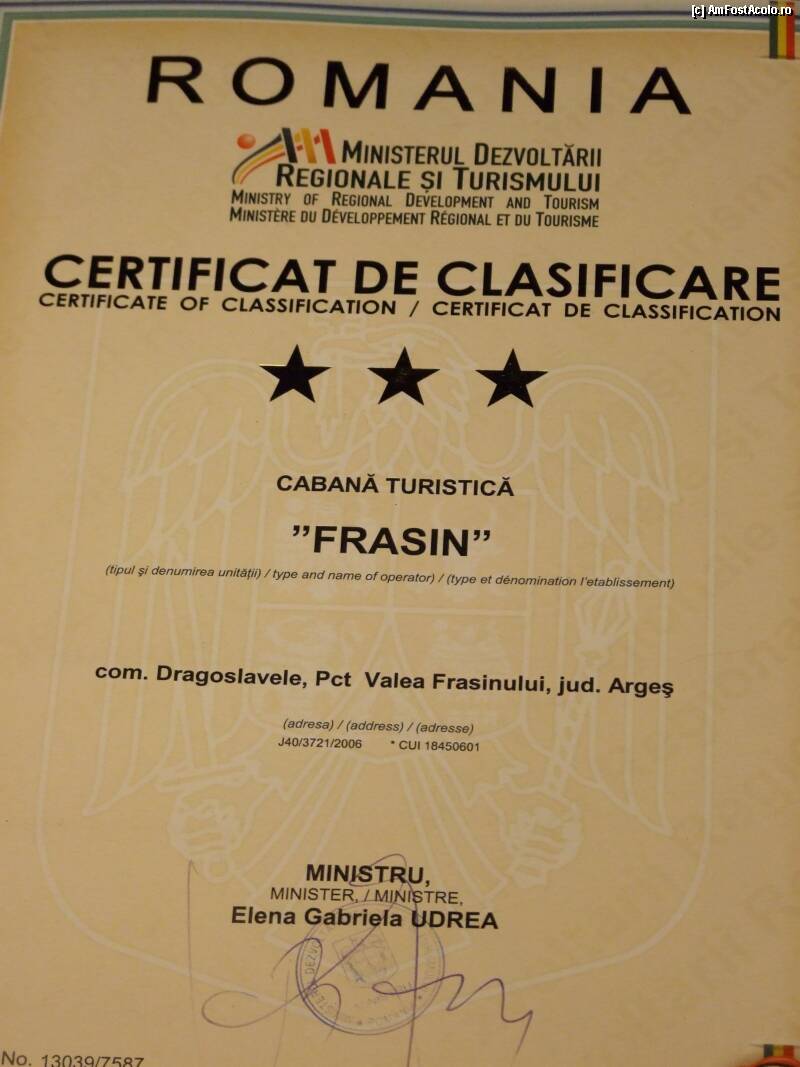 [c] AmFostAcolo.ro
ROMANIA
MINISTERUL DEZVOLTĂRII
REGIONALE ȘI TURISMULUI
MINISTRY OF REGIONAL DEVELOPMENT AND TOURISM
MINISTÈRE DU DÉVELOPPEMENT RÉGIONAL ET DU TOURISME
CERTIFICAT DE CLASIFICARE
CERTIFICATE OF CLASSIFICATION / CERTIFICAT DE CLASSIFICATION
CABANĂ TURISTICĂ
”FRASIN”
(tipul şi denumirea unităţii) / type and name of operator) / (type et dénomination l'etablissement)
com. Dragoslavele, Pct Valea Frasinului, jud. Argeş
(adresa) / (address) / (adresse)
J40/3721/2006 * CUI 18450601
MINISTRU,
MINISTER, / MINISTRE,
Elena Gabriela UDREA
No. 13039/7587